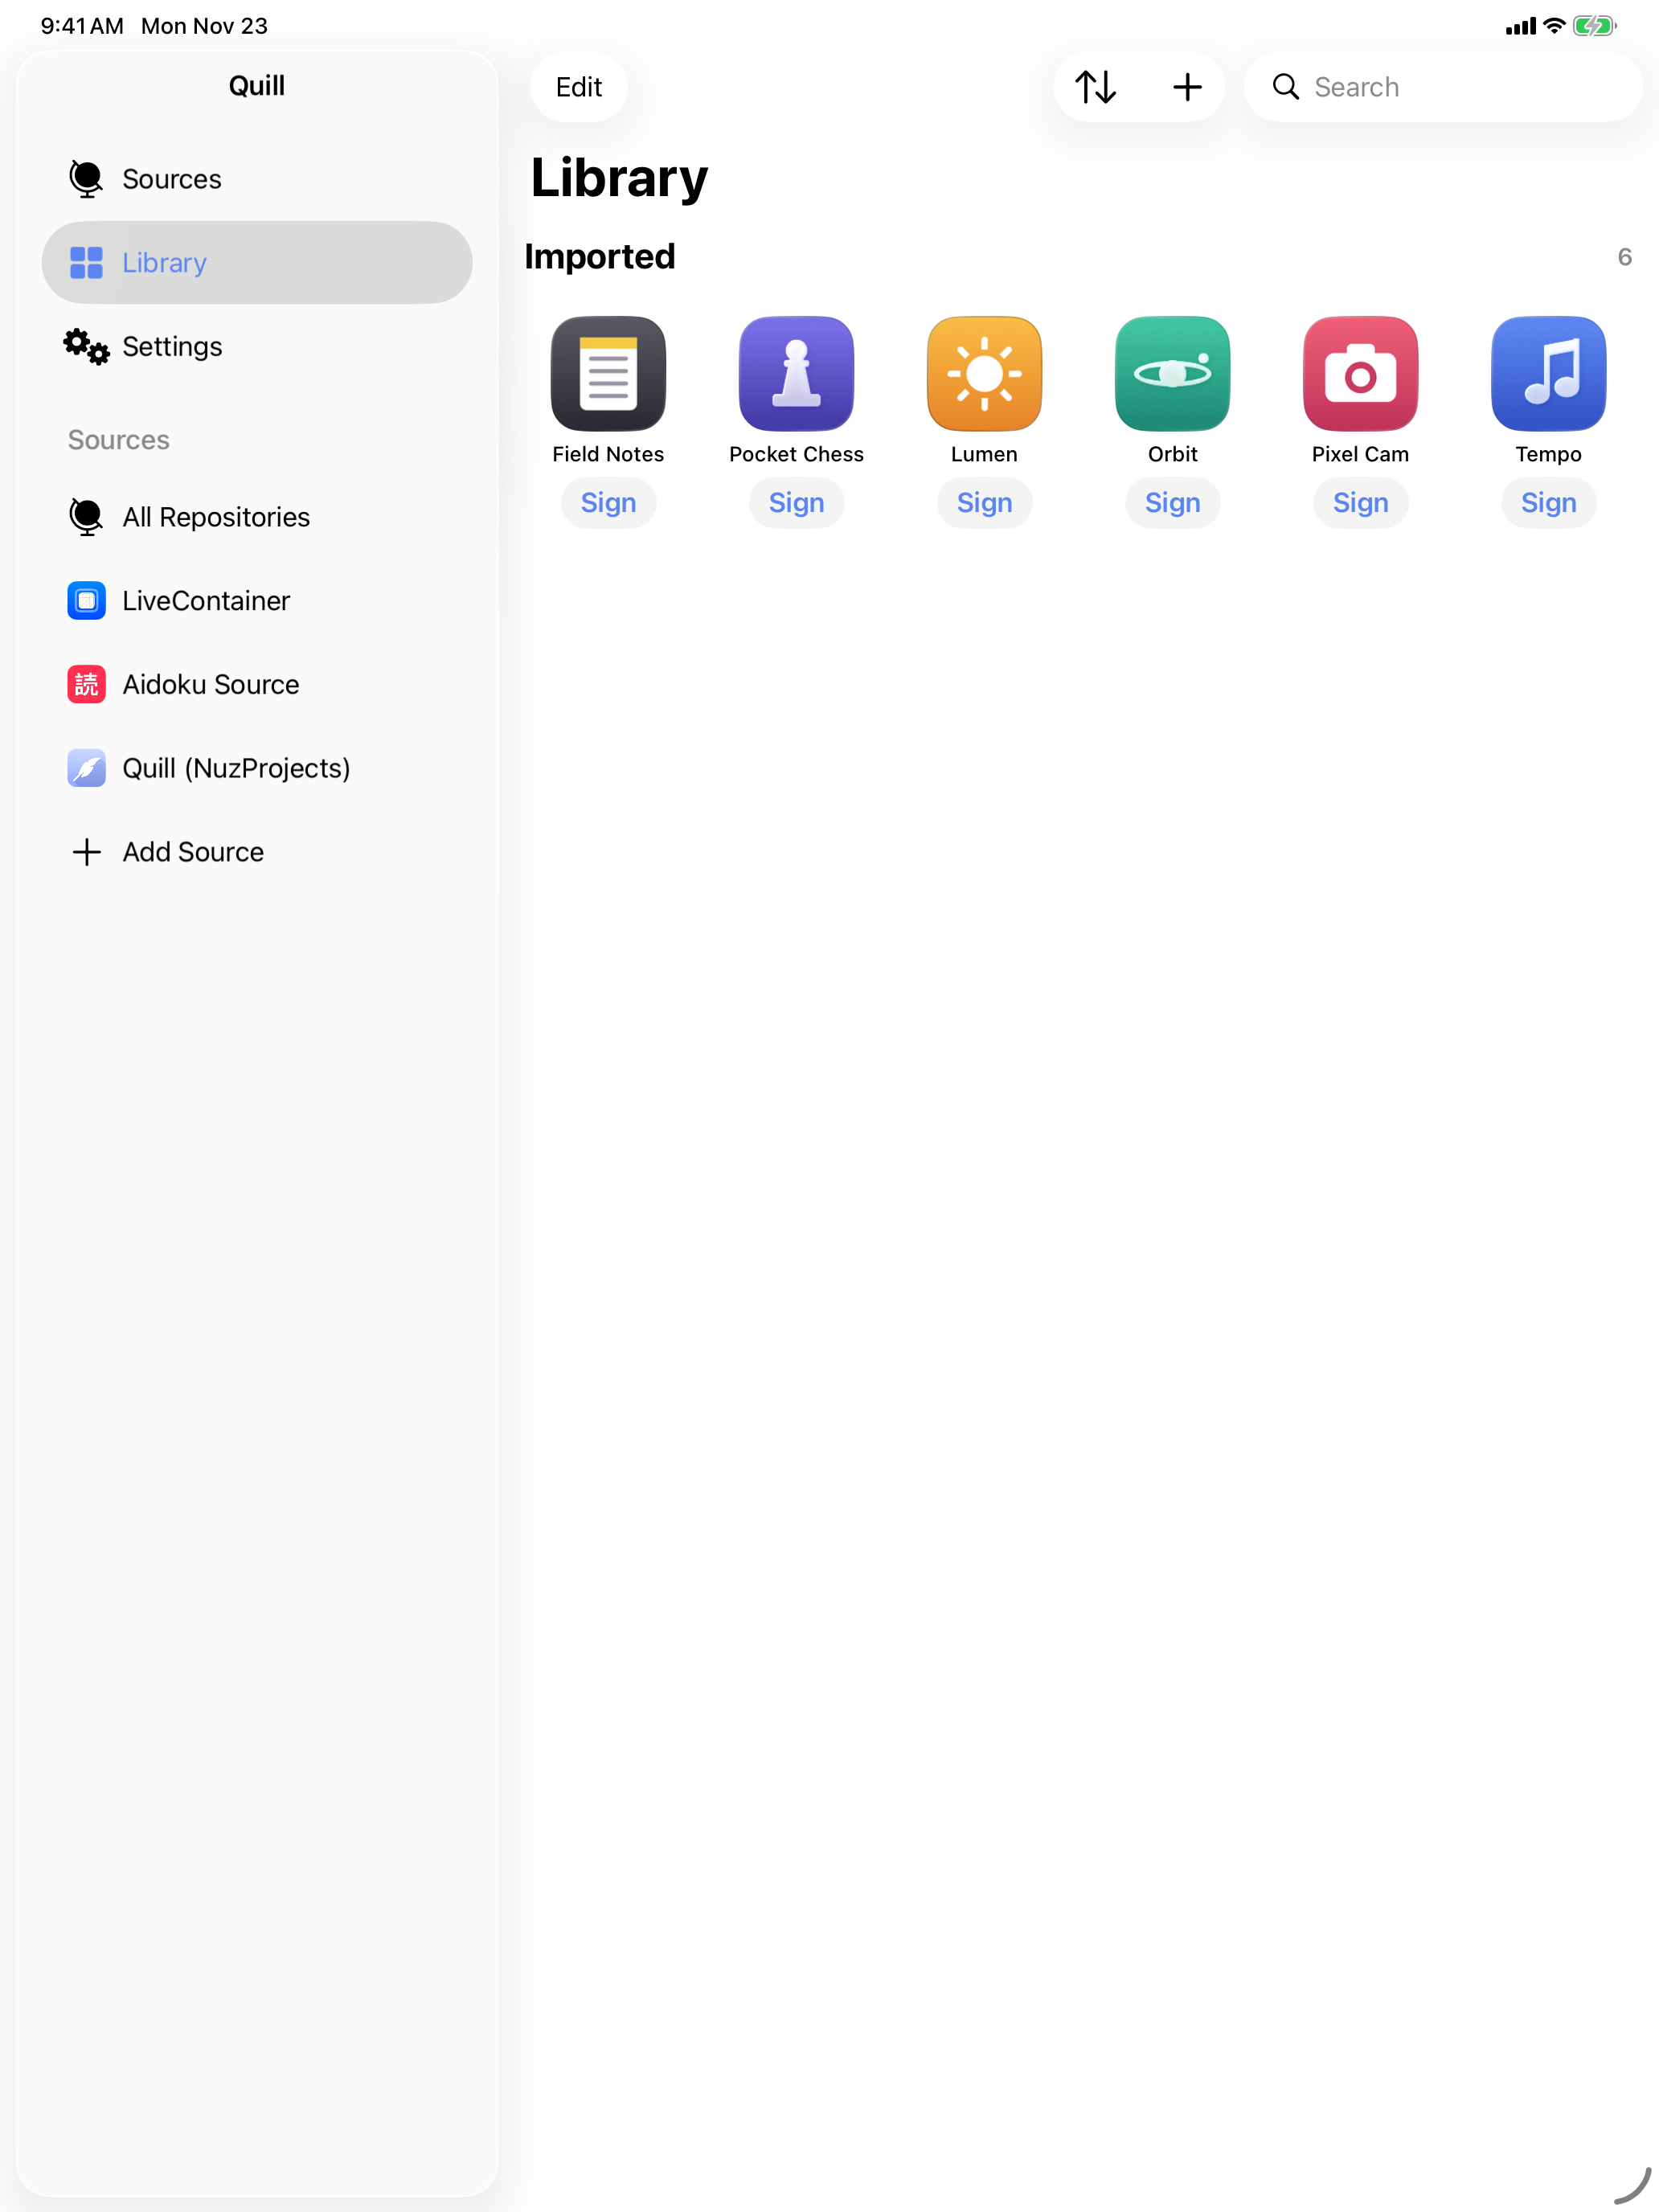 9:41 AM Mon Nov 23
Quill
Sources
Library
Settings
Sources
All Repositories
LiveContainer
読 Aidoku Source
Quill (NuzProjects)
Add Source
Edit
Search
Library
Imported 6
Field Notes Pocket Chess Lumen Orbit Pixel Cam Tempo
Sign Sign Sign Sign Sign Sign